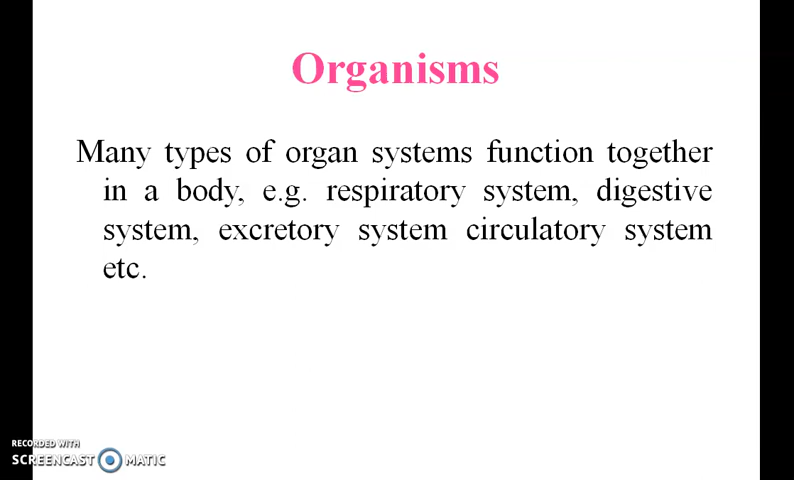 Organisms
Many types of organ systems function together
in a body, e.g. respiratory system, digestive
system, excretory system circulatory system
etc.
RECORDED WITH
SCREENCAST MATIC